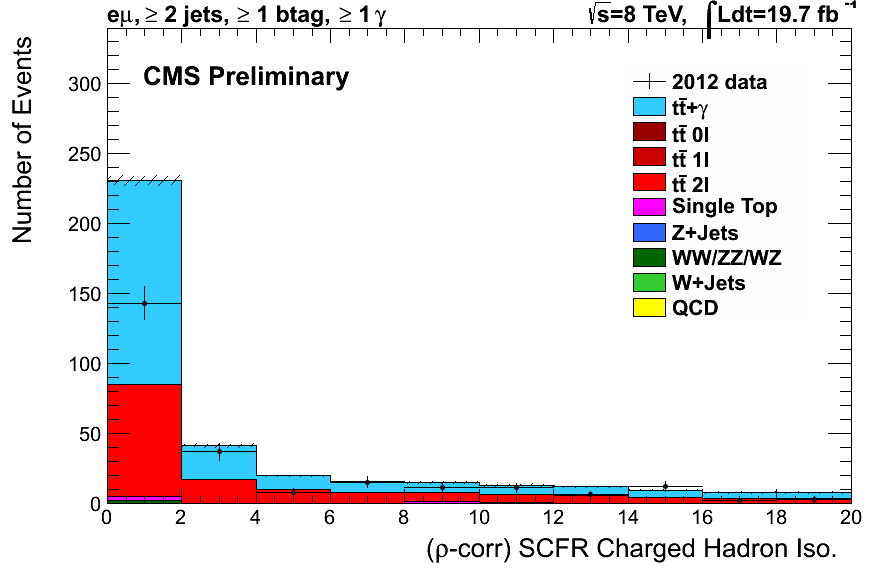 eμ, ≥ 2 jets, ≥ 1 btag, ≥ 1 γ
√s=8 TeV, ∫Ldt=19.7 fb⁻¹
CMS Preliminary
2012 data
tt̄+γ
tt̄ 0l
tt̄ 1l
tt̄ 2l
Single Top
Z+Jets
WW/ZZ/WZ
W+Jets
QCD
Number of Events
300
250
200
150
100
50
0
0 2 4 6 8 10 12 14 16 18 20
(ρ-corr) SCFR Charged Hadron Iso.